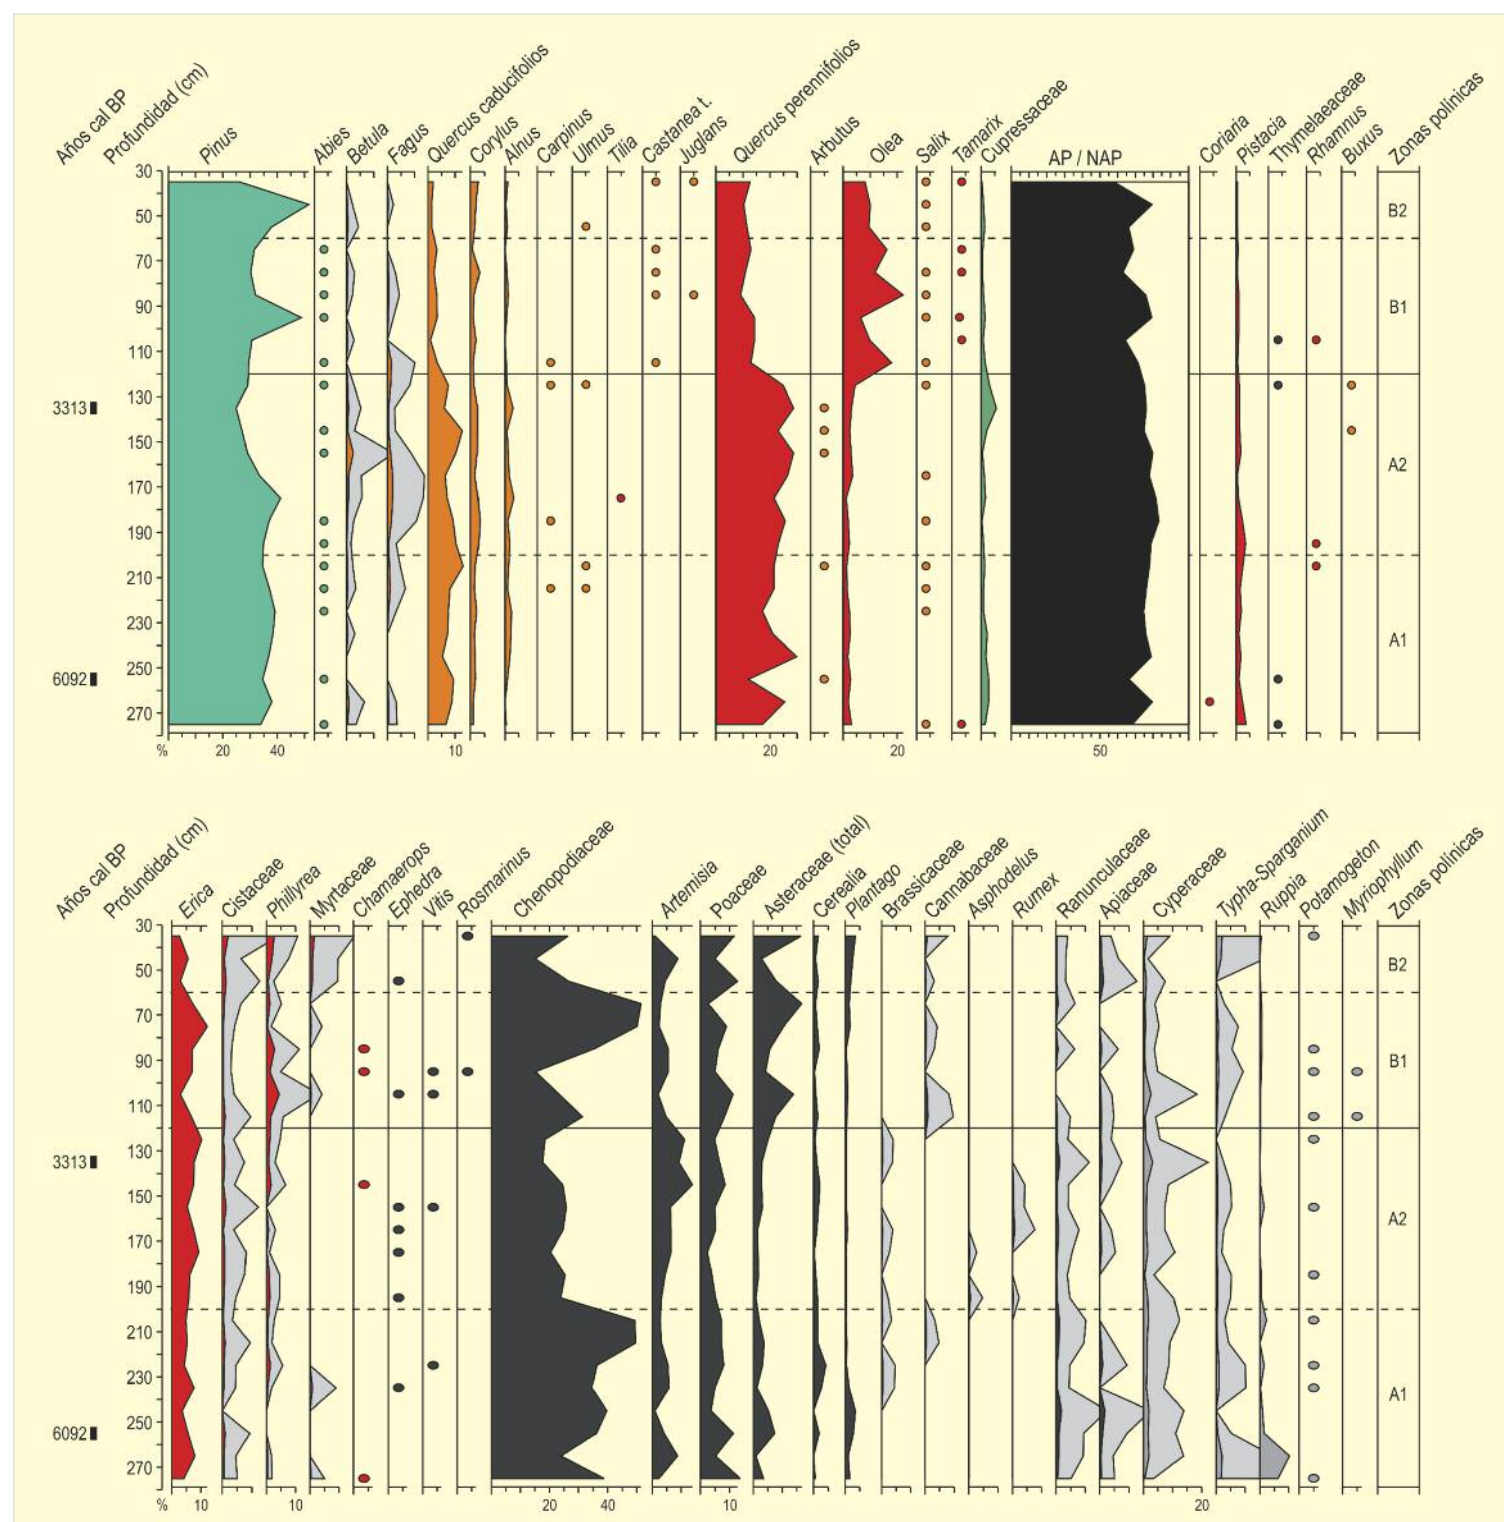 Años cal BP
Profundidad (cm)
Pinus
Abies
Betula
Fagus
Quercus caducifolios
Corylus
Alnus
Carpinus
Ulmus
Tilia
Castanea t.
Juglans
Quercus perennifolios
Arbutus
Olea
Salix
Tamarix
Cupressaceae
AP / NAP
Coriaria
Pistacia
Thymelaeaceae
Rhamnus
Buxus
Zonas polínicas
30
50
70
90
110
130
150
170
190
210
230
250
270
3313
6092
B2
B1
A2
A1
% 20 40 10 20 20 50
Años cal BP
Profundidad (cm)
Erica
Cistaceae
Phillyrea
Myrtaceae
Chamaerops
Ephedra
Vitis
Rosmarinus
Chenopodiaceae
Artemisia
Poaceae
Asteraceae (total)
Cerealia
Plantago
Brassicaceae
Cannabaceae
Asphodelus
Rumex
Ranunculaceae
Apiaceae
Cyperaceae
Typha-Sparganium
Ruppia
Potamogeton
Myriophyllum
Zonas polínicas
30
50
70
90
110
130
150
170
190
210
230
250
270
3313
6092
B2
B1
A2
A1
% 10 10 20 40 10 20